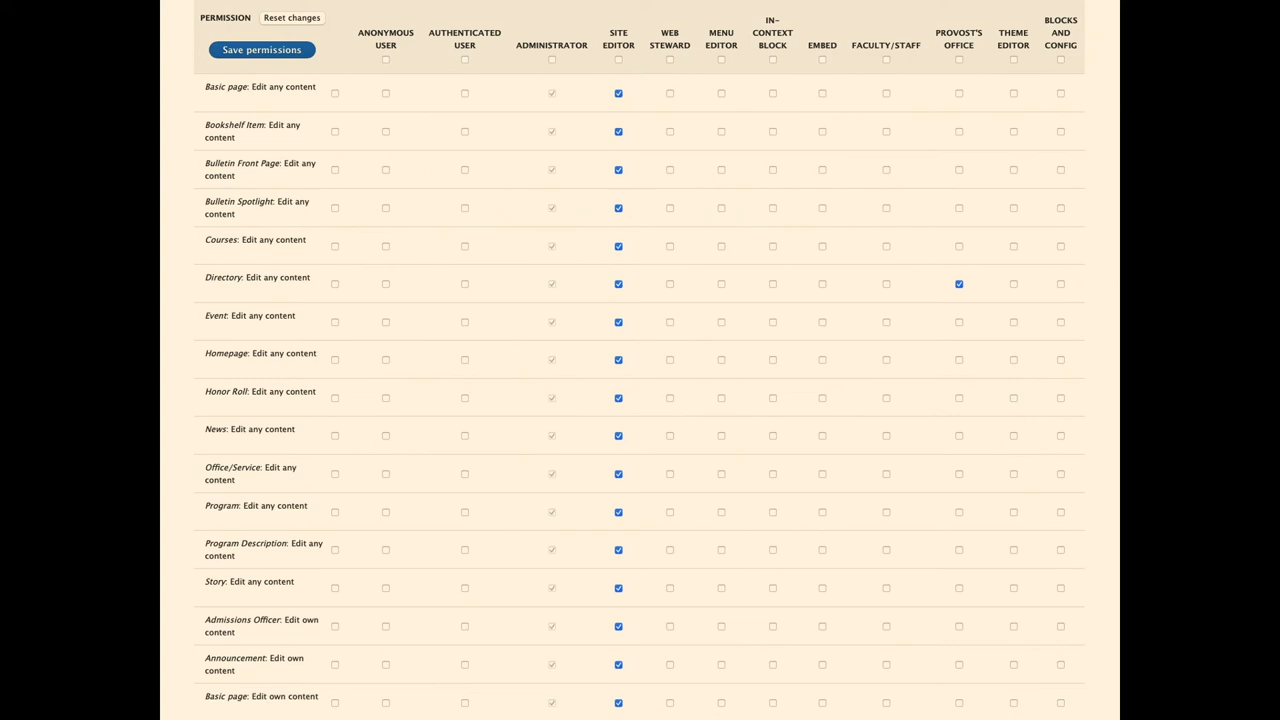 PERMISSION
Reset changes
Save permissions
ANONYMOUS
USER
AUTHENTICATED
USER
ADMINISTRATOR
SITE
EDITOR
WEB
STEWARD
MENU
EDITOR
IN-
CONTEXT
BLOCK
EMBED
FACULTY/STAFF
PROVOST'S
OFFICE
THEME
EDITOR
BLOCKS
AND
CONFIG
Basic page: Edit any content
Bookshelf Item: Edit any
content
Bulletin Front Page: Edit any
content
Bulletin Spotlight: Edit any
content
Courses: Edit any content
Directory: Edit any content
Event: Edit any content
Homepage: Edit any content
Honor Roll: Edit any content
News: Edit any content
Office/Service: Edit any
content
Program: Edit any content
Program Description: Edit any
content
Story: Edit any content
Admissions Officer: Edit own
content
Announcement: Edit own
content
Basic page: Edit own content